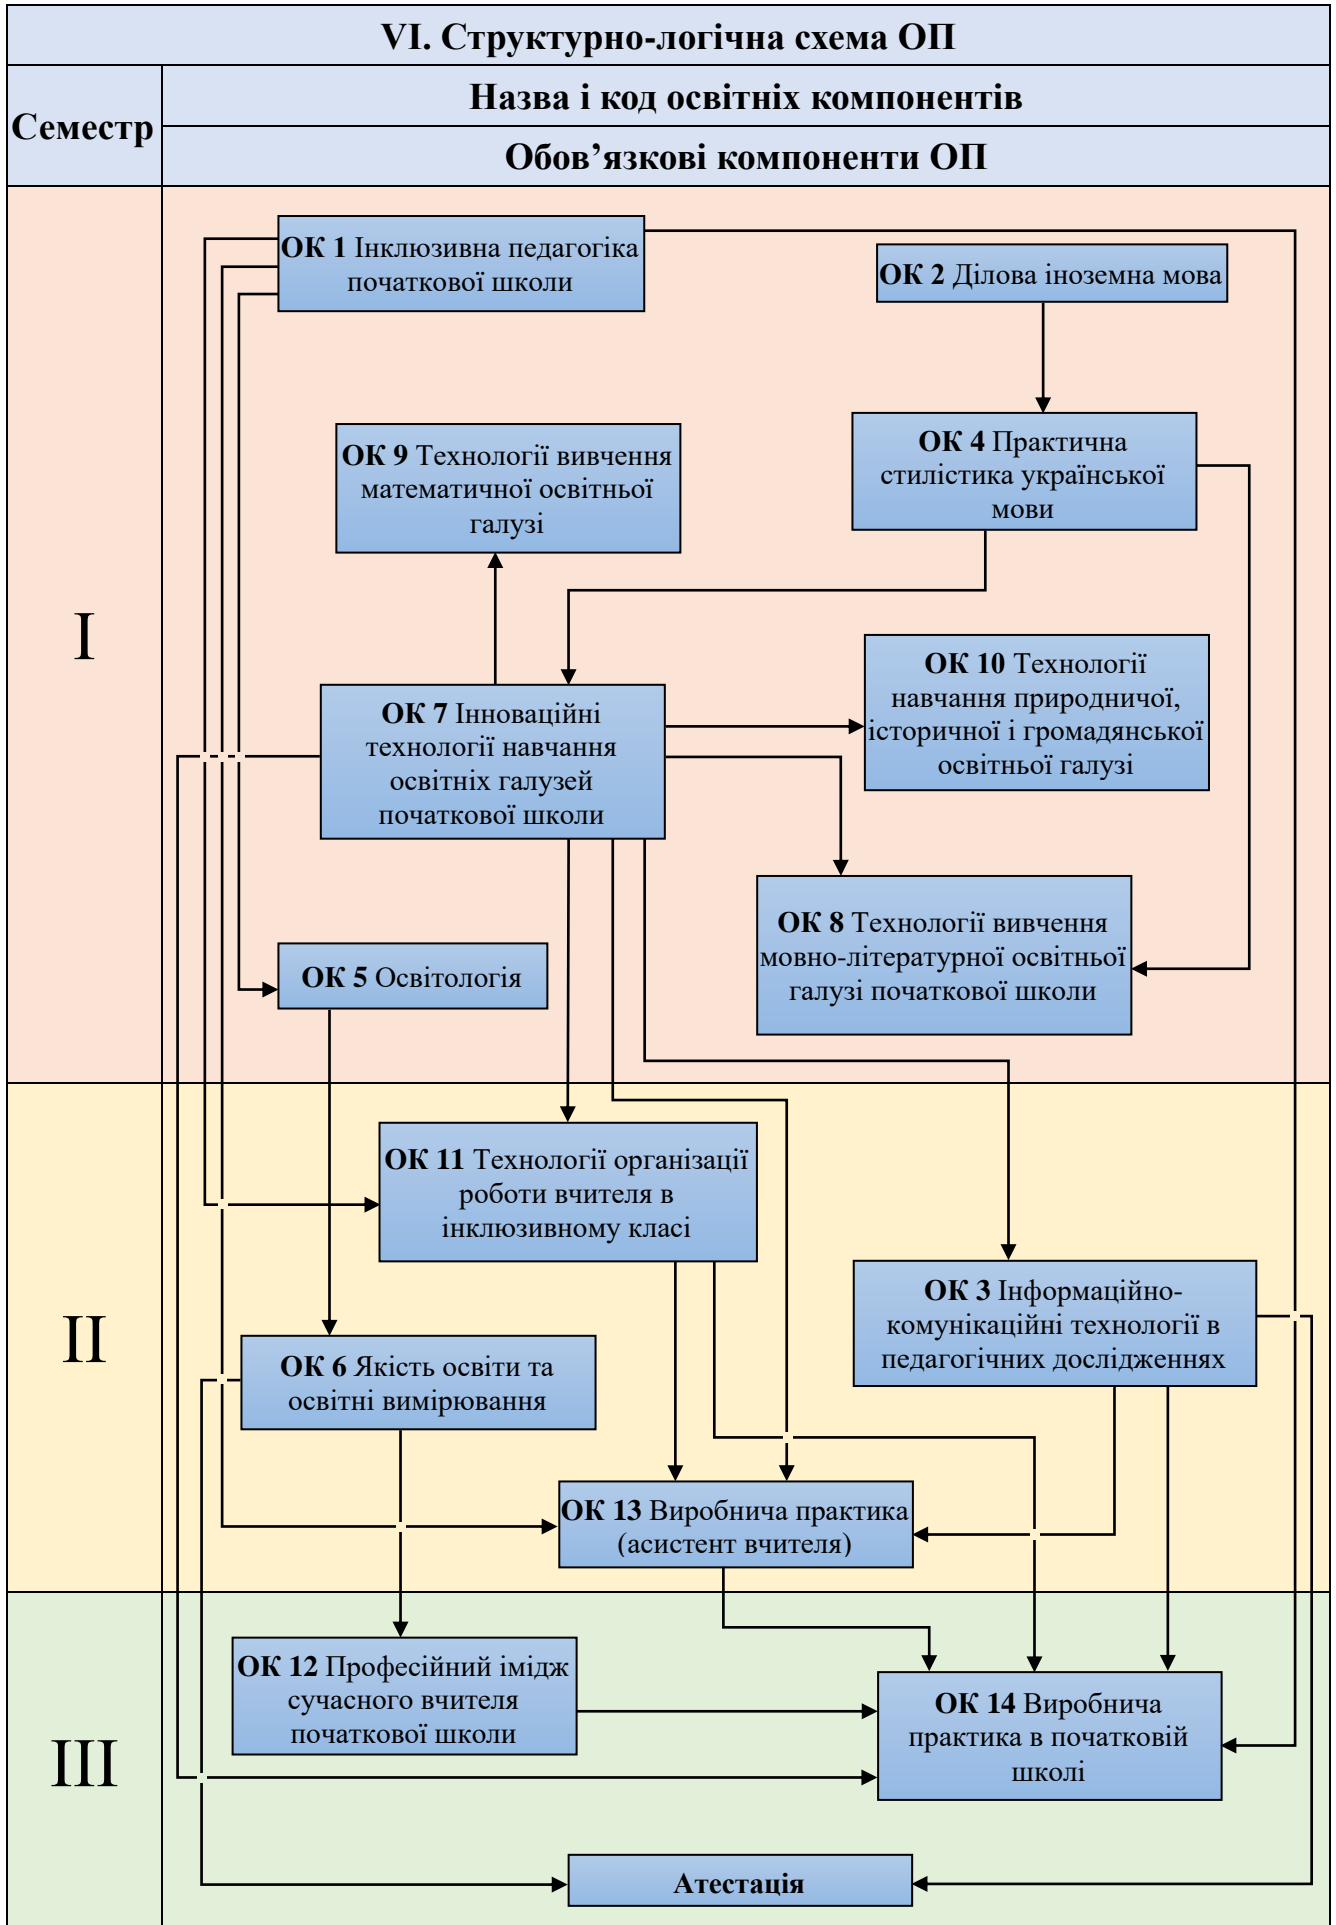 VI. Структурно-логічна схема ОП
Семестр
Назва і код освітніх компонентів
Обов’язкові компоненти ОП
I
ОК 1 Інклюзивна педагогіка
початкової школи
ОК 2 Ділова іноземна мова
ОК 9 Технології вивчення
математичної освітньої
галузі
ОК 4 Практична
стилістика української
мови
ОК 10 Технології
навчання природничої,
історичної і громадянської
освітньої галузі
ОК 7 Інноваційні
технології навчання
освітніх галузей
початкової школи
ОК 8 Технології вивчення
мовно-літературної освітньої
галузі початкової школи
ОК 5 Освітологія
II
ОК 11 Технології організації
роботи вчителя в
інклюзивному класі
ОК 3 Інформаційно-
комунікаційні технології в
педагогічних дослідженнях
ОК 6 Якість освіти та
освітні вимірювання
ОК 13 Виробнича практика
(асистент вчителя)
III
ОК 12 Професійний імідж
сучасного вчителя
початкової школи
ОК 14 Виробнича
практика в початковій
школі
Атестація